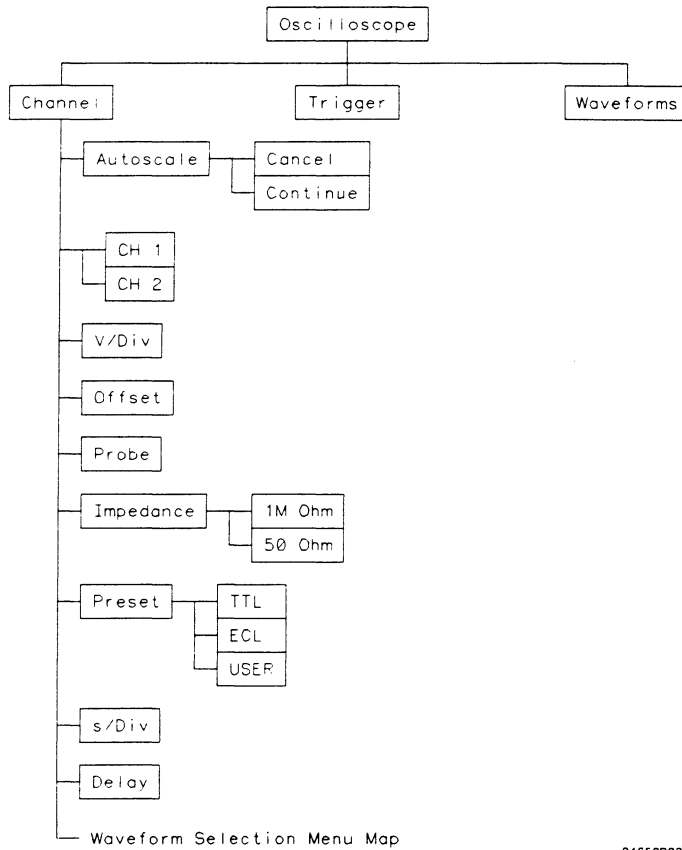 Oscilloscope
Channel
Trigger
Waveforms
Autoscale
Cancel
Continue
CH 1
CH 2
V/Div
Offset
Probe
Impedance
1M Ohm
50 Ohm
Preset
TTL
ECL
USER
s/Div
Delay
Waveform Selection Menu Map